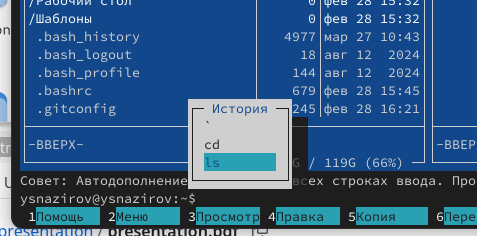 /Рабочий стол 0 фев 28 15:32
/Шаблоны 0 фев 28 15:32
.bash_history 4977 мар 27 10:43
.bash_logout 18 авг 12 2024
.bash_profile 144 авг 12 2024
.bashrc 679 фев 28 10:45
.gitconfig 245 фев 28 16:21
История
`
cd
ls
-ВВЕРХ- -ВВЕРХ
G / 119G (66%)
Совет: Автодополнение всех строках ввода. Про
ysnazirov@ysnazirov:~$
1Помощь 2Меню 3Просмотр 4Правка 5Копия 6Пере
presentation / presentation.pdf